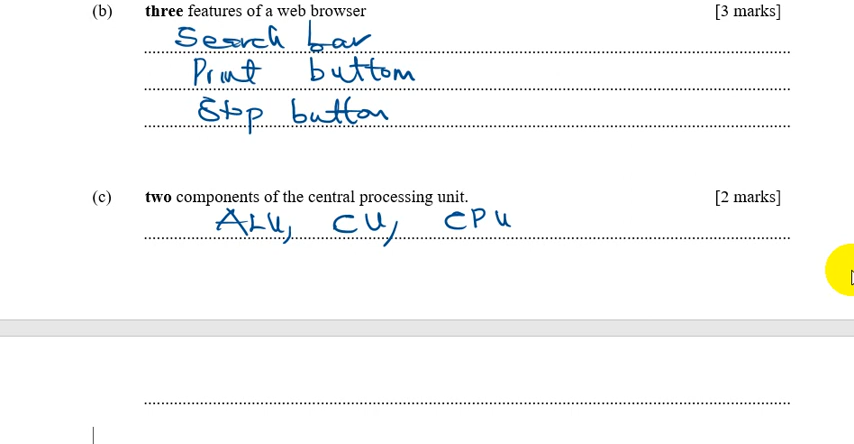 (b) three features of a web browser [3 marks]
Search bar
Print buttom
Stop button
(c) two components of the central processing unit. [2 marks]
ALU, CU, CPU